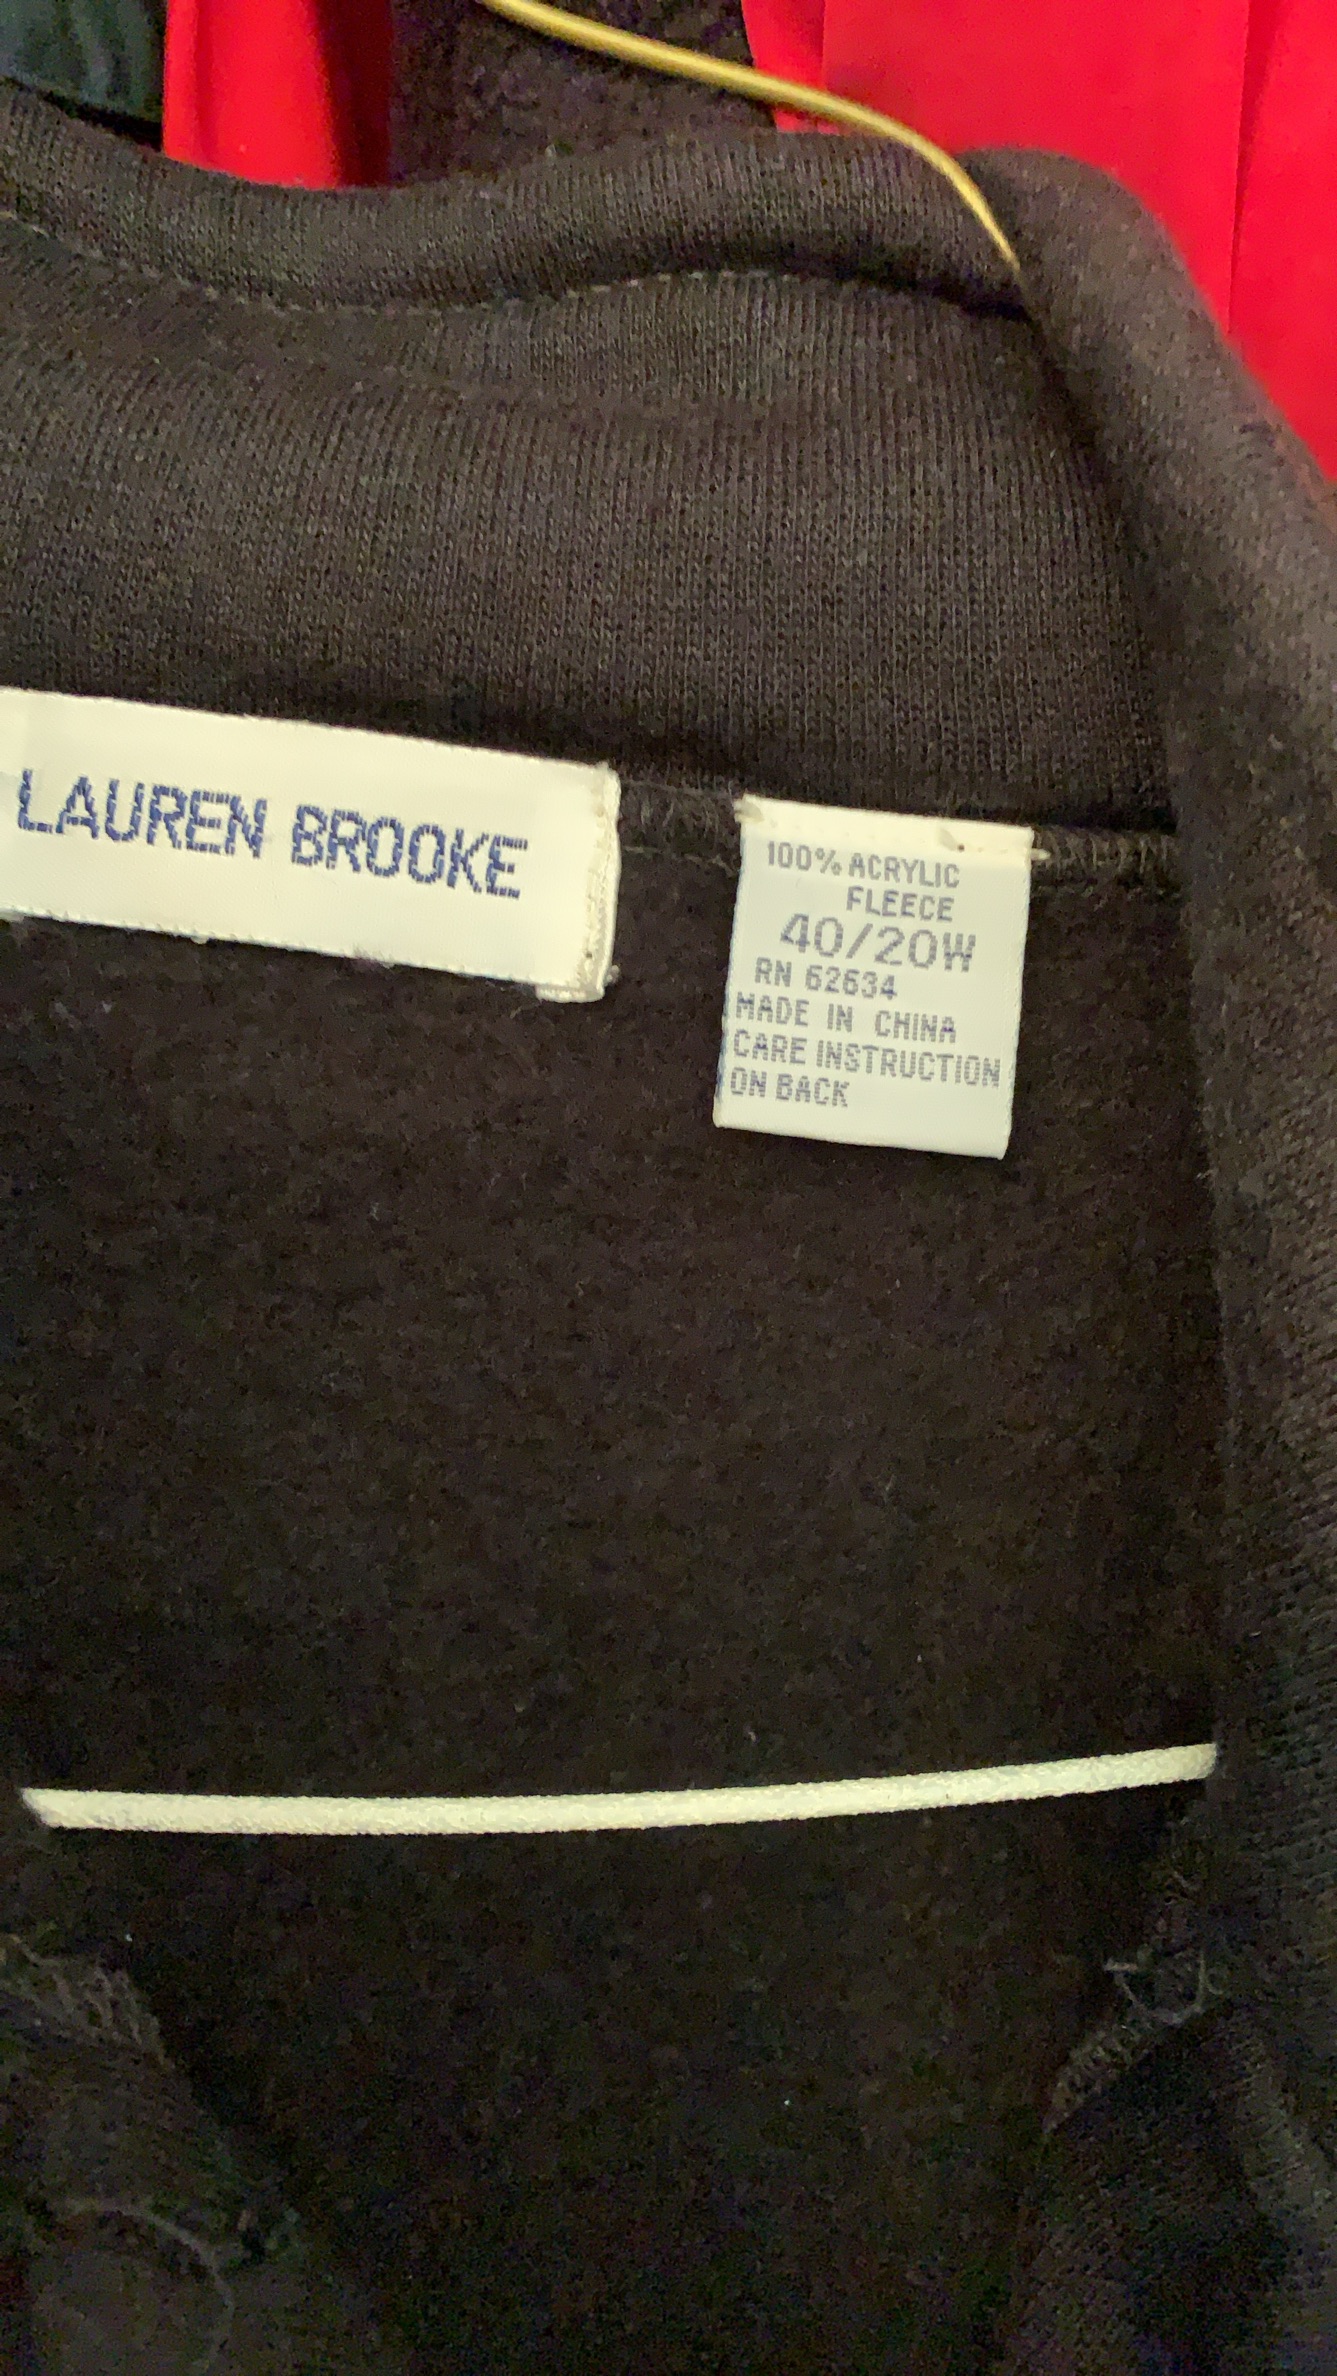 LAUREN BROOKE
100% ACRYLIC
FLEECE
40/20W
RN 62634
MADE IN CHINA
CARE INSTRUCTION
ON BACK